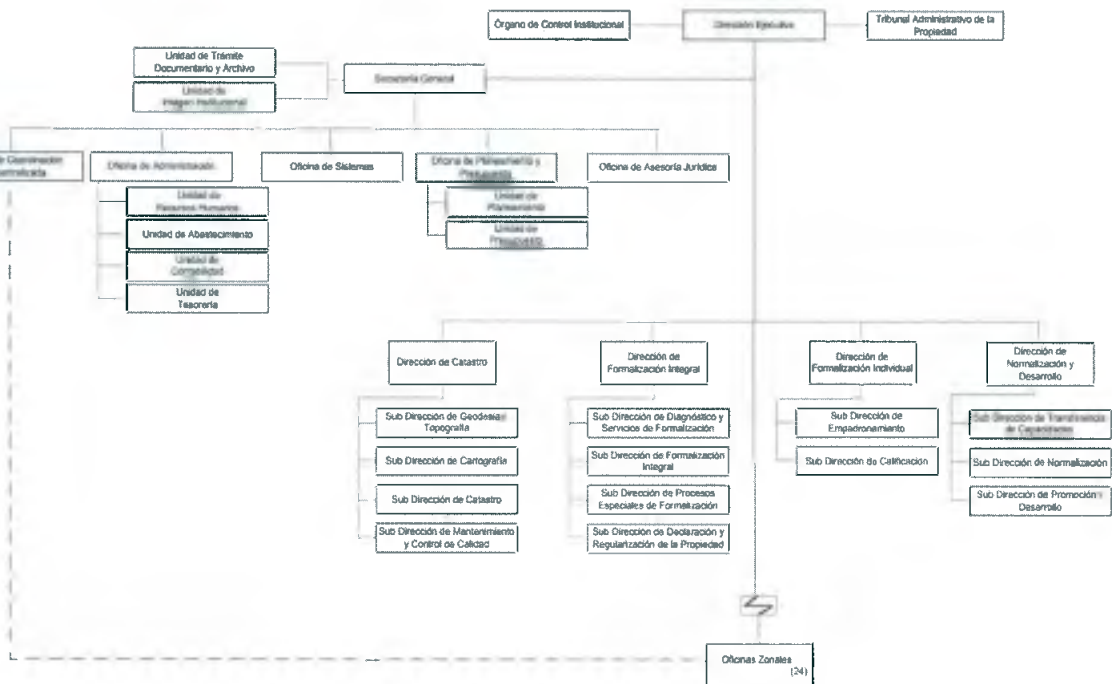 Órgano de Control Institucional
Dirección Ejecutiva
Tribunal Administrativo de la
Propiedad
Unidad de Trámite
Documentario y Archivo
Unidad de
Imagen Institucional
Secretaría General
Oficina de Administración
Oficina de Sistemas
Oficina de Planeamiento y
Presupuesto
Oficina de Asesoría Jurídica
Unidad de
Recursos Humanos
Unidad de Abastecimiento
Unidad de
Contabilidad
Unidad de
Tesorería
Unidad de
Planeamiento
Unidad de
Presupuesto
Dirección de Catastro
Dirección de
Formalización Integral
Dirección de
Formalización Individual
Dirección de
Normalización y
Desarrollo
Sub Dirección de Geodesia
Topografía
Sub Dirección de Cartografía
Sub Dirección de Catastro
Sub Dirección de Mantenimiento
y Control de Calidad
Sub Dirección de Diagnóstico y
Servicios de Formalización
Sub Dirección de Formalización
Integral
Sub Dirección de Procesos
Especiales de Formalización
Sub Dirección de Declaración y
Regularización de la Propiedad
Sub Dirección de
Empadronamiento
Sub Dirección de Calificación
Sub Dirección de Transferencia
de Capacidades
Sub Dirección de Normalización
Sub Dirección de Promoción
Desarrollo
Oficinas Zonales
(24)